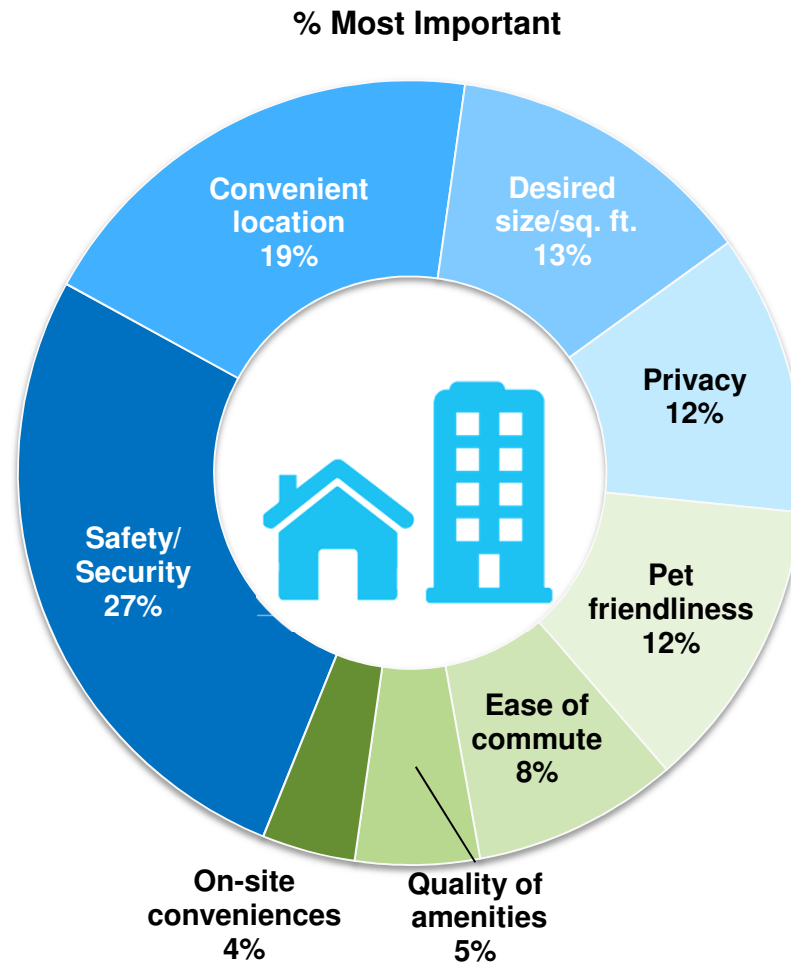 % Most Important
Convenient
location
19%
Desired
size/sq. ft.
13%
Privacy
12%
Pet
friendliness
12%
Ease of
commute
8%
Quality of
amenities
5%
On-site
conveniences
4%
Safety/
Security
27%